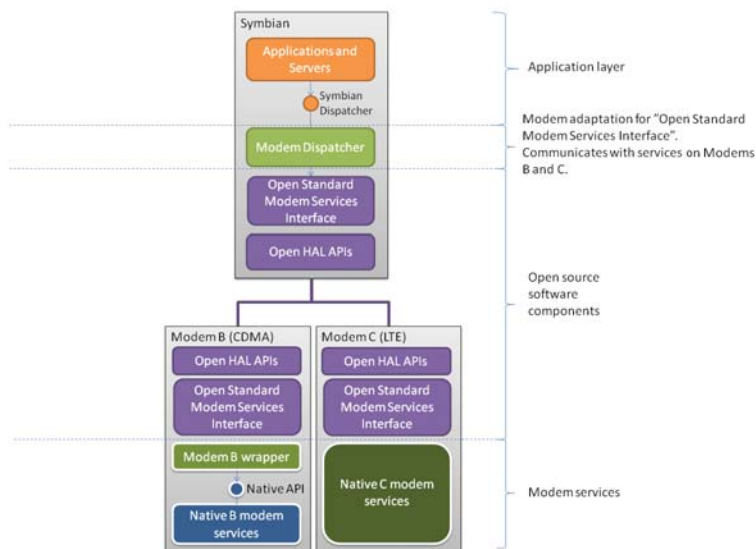 Symbian
Applications and
Servers
Symbian
Dispatcher
Application layer
Modem Dispatcher
Modem adaptation for "Open Standard
Modem Services Interface".
Communicates with services on Modems
B and C.
Open Standard
Modem Services
Interface
Open HAL APIs
Open source
software
components
Modem B (CDMA)
Open HAL APIs
Open Standard
Modem Services
Interface
Modem B wrapper
Native API
Native B modem
services
Modem C (LTE)
Open HAL APIs
Open Standard
Modem Services
Interface
Native C modem
services
Modem services